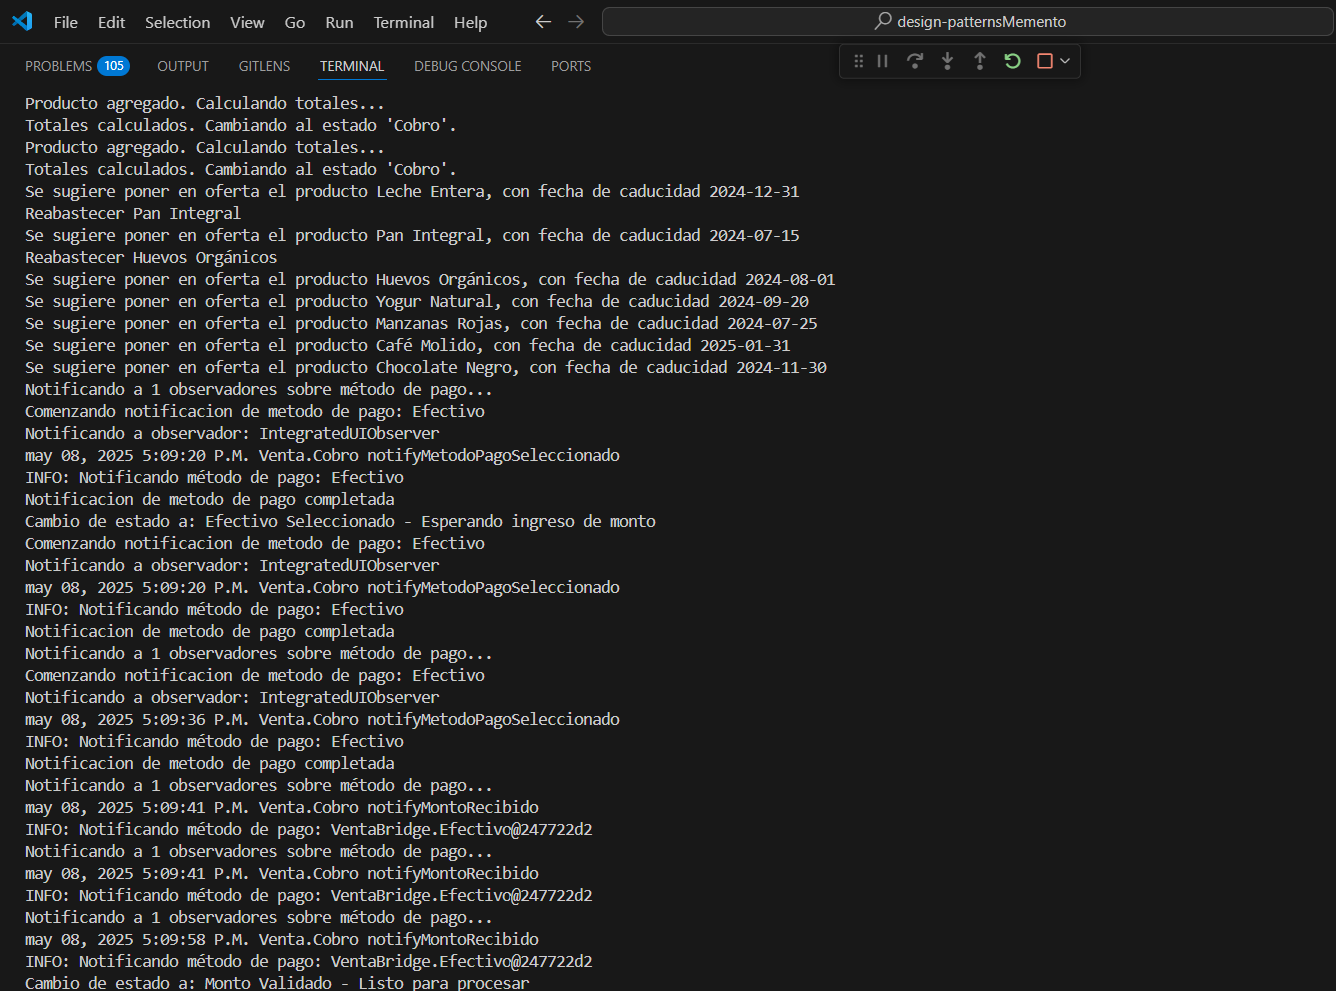 File Edit Selection View Go Run Terminal Help
design-patternsMemento
PROBLEMS 105 OUTPUT GITLENS TERMINAL DEBUG CONSOLE PORTS
Producto agregado. Calculando totales...
Totales calculados. Cambiando al estado 'Cobro'.
Producto agregado. Calculando totales...
Totales calculados. Cambiando al estado 'Cobro'.
Se sugiere poner en oferta el producto Leche Entera, con fecha de caducidad 2024-12-31
Reabastecer Pan Integral
Se sugiere poner en oferta el producto Pan Integral, con fecha de caducidad 2024-07-15
Reabastecer Huevos Orgánicos
Se sugiere poner en oferta el producto Huevos Orgánicos, con fecha de caducidad 2024-08-01
Se sugiere poner en oferta el producto Yogur Natural, con fecha de caducidad 2024-09-20
Se sugiere poner en oferta el producto Manzanas Rojas, con fecha de caducidad 2024-07-25
Se sugiere poner en oferta el producto Café Molido, con fecha de caducidad 2025-01-31
Se sugiere poner en oferta el producto Chocolate Negro, con fecha de caducidad 2024-11-30
Notificando a 1 observadores sobre método de pago...
Comenzando notificacion de metodo de pago: Efectivo
Notificando a observador: IntegratedUIObserver
may 08, 2025 5:09:20 P.M. Venta.Cobro notifyMetodoPagoSeleccionado
INFO: Notificando método de pago: Efectivo
Notificacion de metodo de pago completada
Cambio de estado a: Efectivo Seleccionado - Esperando ingreso de monto
Comenzando notificacion de metodo de pago: Efectivo
Notificando a observador: IntegratedUIObserver
may 08, 2025 5:09:20 P.M. Venta.Cobro notifyMetodoPagoSeleccionado
INFO: Notificando método de pago: Efectivo
Notificacion de metodo de pago completada
Notificando a 1 observadores sobre método de pago...
Comenzando notificacion de metodo de pago: Efectivo
Notificando a observador: IntegratedUIObserver
may 08, 2025 5:09:36 P.M. Venta.Cobro notifyMetodoPagoSeleccionado
INFO: Notificando método de pago: Efectivo
Notificacion de metodo de pago completada
Notificando a 1 observadores sobre método de pago...
may 08, 2025 5:09:41 P.M. Venta.Cobro notifyMontoRecibido
INFO: Notificando método de pago: VentaBridge.Efectivo@247722d2
Notificando a 1 observadores sobre método de pago...
may 08, 2025 5:09:41 P.M. Venta.Cobro notifyMontoRecibido
INFO: Notificando método de pago: VentaBridge.Efectivo@247722d2
Notificando a 1 observadores sobre método de pago...
may 08, 2025 5:09:58 P.M. Venta.Cobro notifyMontoRecibido
INFO: Notificando método de pago: VentaBridge.Efectivo@247722d2
Cambio de estado a: Monto Validado - Listo para procesar